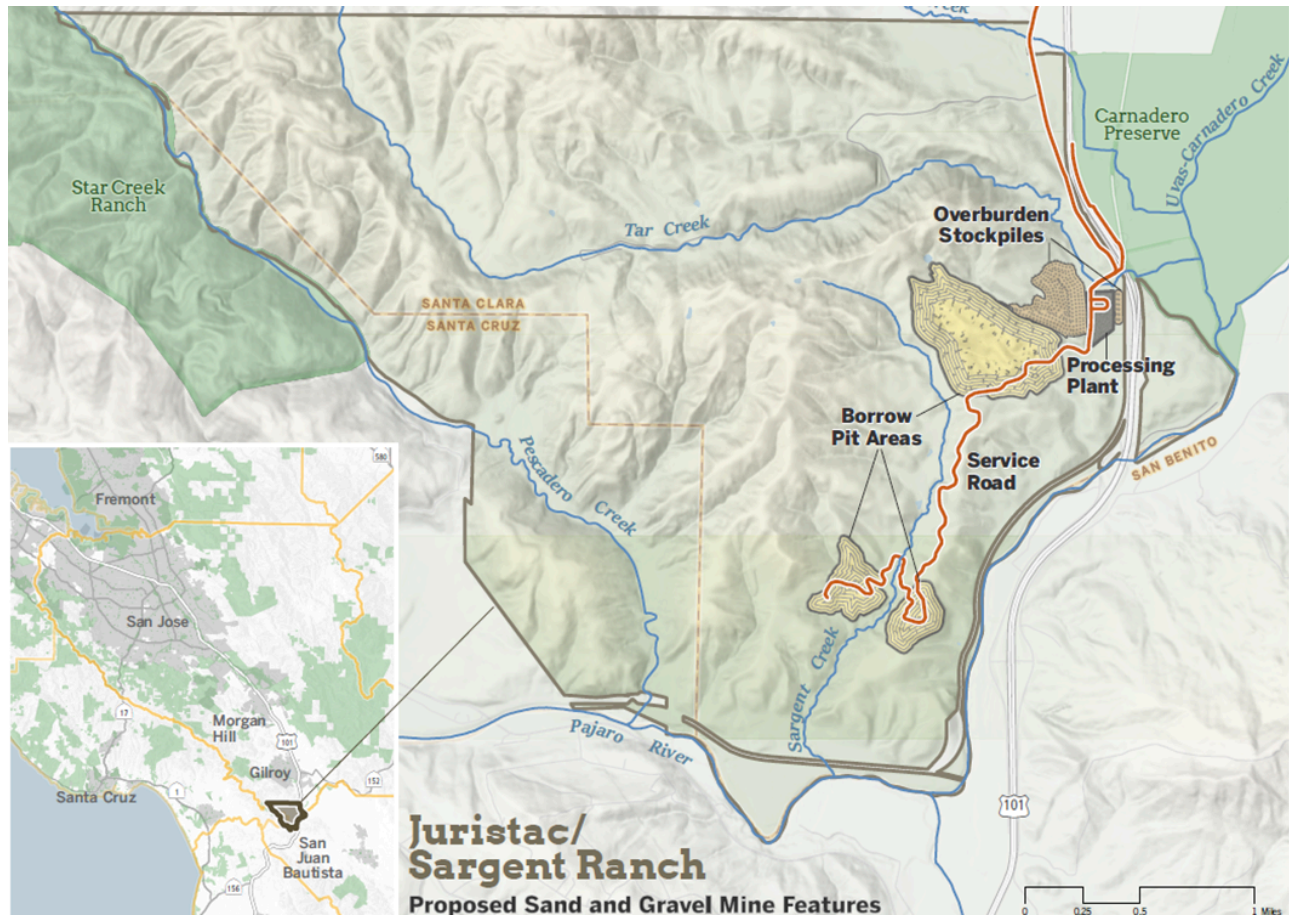 Creek
Creek
Carnadero
Preserve
Uvas-Carnadero Creek
Star Creek
Ranch
Overburden
Stockpiles
Tar Creek
SANTA CLARA
SANTA CRUZ
Processing
Plant
Borrow
Pit Areas
Service
Road
SAN BENITO
Pescadero Creek
Sargent Creek
Pajaro River
101
580
Fremont
San Jose
17
Morgan
Hill
101
Gilroy
152
1
Santa Cruz
San
Juan
Bautista
156
Juristac/
Sargent Ranch
Proposed Sand and Gravel Mine Features
0 0.25 0.5 1 Miles